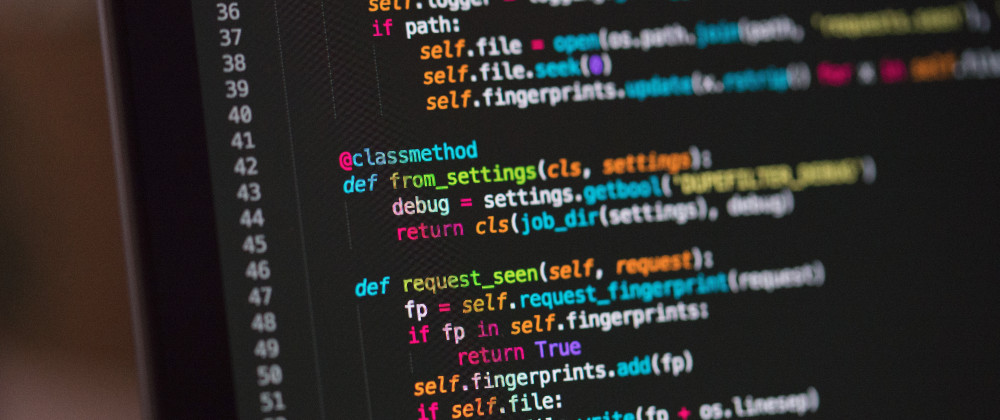 36 self.logger =
37 if path:
38 self.file = open(os.path.join(path, 'requests.seen'),
39 self.file.seek(0)
40 self.fingerprints.update(x.rstrip() for x in self.file
41
42 @classmethod
43 def from_settings(cls, settings):
44 debug = settings.getbool('DUPEFILTER_DEBUG')
45 return cls(job_dir(settings), debug)
46
47 def request_seen(self, request):
48 fp = self.request_fingerprint(request)
49 if fp in self.fingerprints:
50 return True
51 self.fingerprints.add(fp)
if self.file:
write(fp + os.linesep)